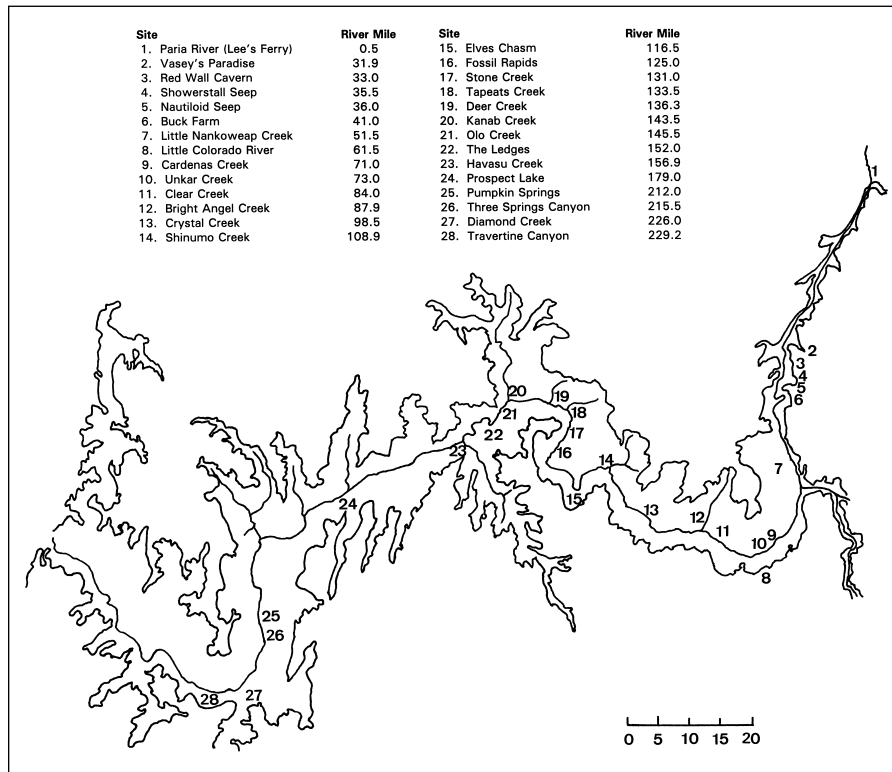 Site River Mile
1. Paria River (Lee's Ferry) 0.5
2. Vasey's Paradise 31.9
3. Red Wall Cavern 33.0
4. Showerstall Seep 35.5
5. Nautiloid Seep 36.0
6. Buck Farm 41.0
7. Little Nankoweap Creek 51.5
8. Little Colorado River 61.5
9. Cardenas Creek 71.0
10. Unkar Creek 73.0
11. Clear Creek 84.0
12. Bright Angel Creek 87.9
13. Crystal Creek 98.5
14. Shinumo Creek 108.9
Site River Mile
15. Elves Chasm 116.5
16. Fossil Rapids 125.0
17. Stone Creek 131.0
18. Tapeats Creek 133.5
19. Deer Creek 136.3
20. Kanab Creek 143.5
21. Olo Creek 145.5
22. The Ledges 152.0
23. Havasu Creek 156.9
24. Prospect Lake 179.0
25. Pumpkin Springs 212.0
26. Three Springs Canyon 215.5
27. Diamond Creek 226.0
28. Travertine Canyon 229.2
1
2
3
4
5
6
20
19
21
18
22
17
23
16
14
7
15
24
13
12
11
9
10
8
25
26
27
28
0 5 10 15 20